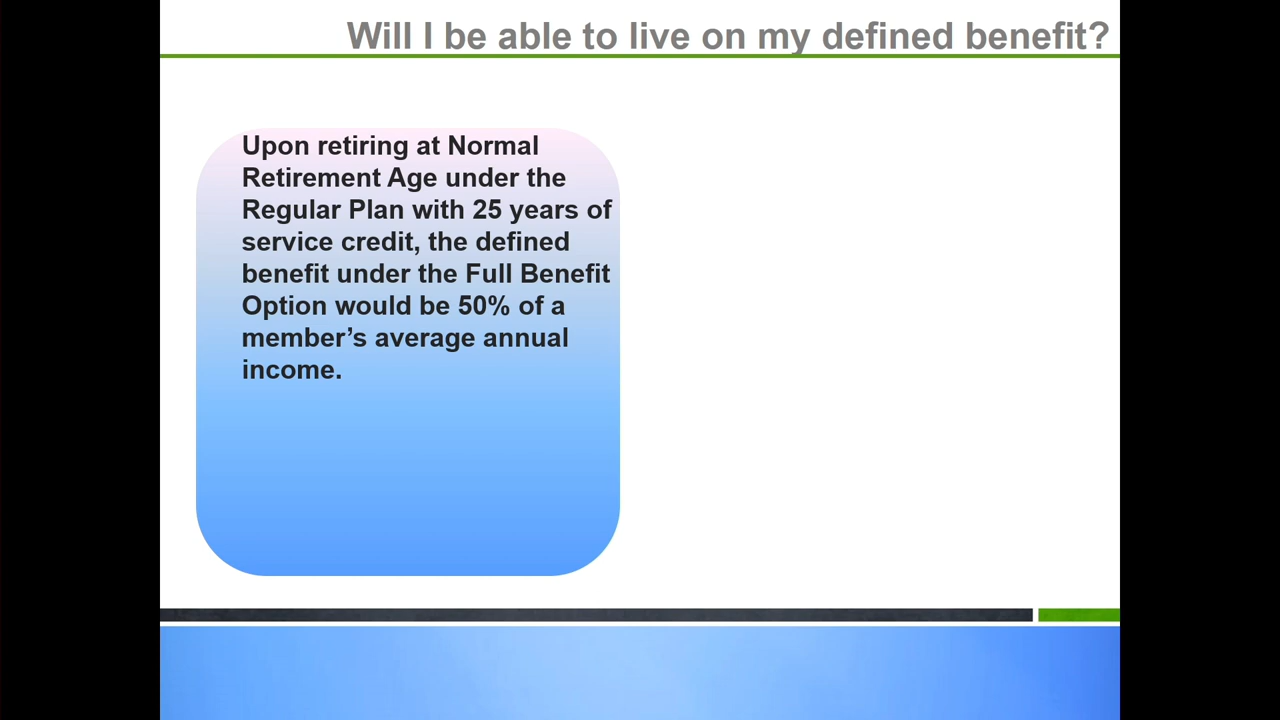 Will I be able to live on my defined benefit?
Upon retiring at Normal
Retirement Age under the
Regular Plan with 25 years of
service credit, the defined
benefit under the Full Benefit
Option would be 50% of a
member’s average annual
income.